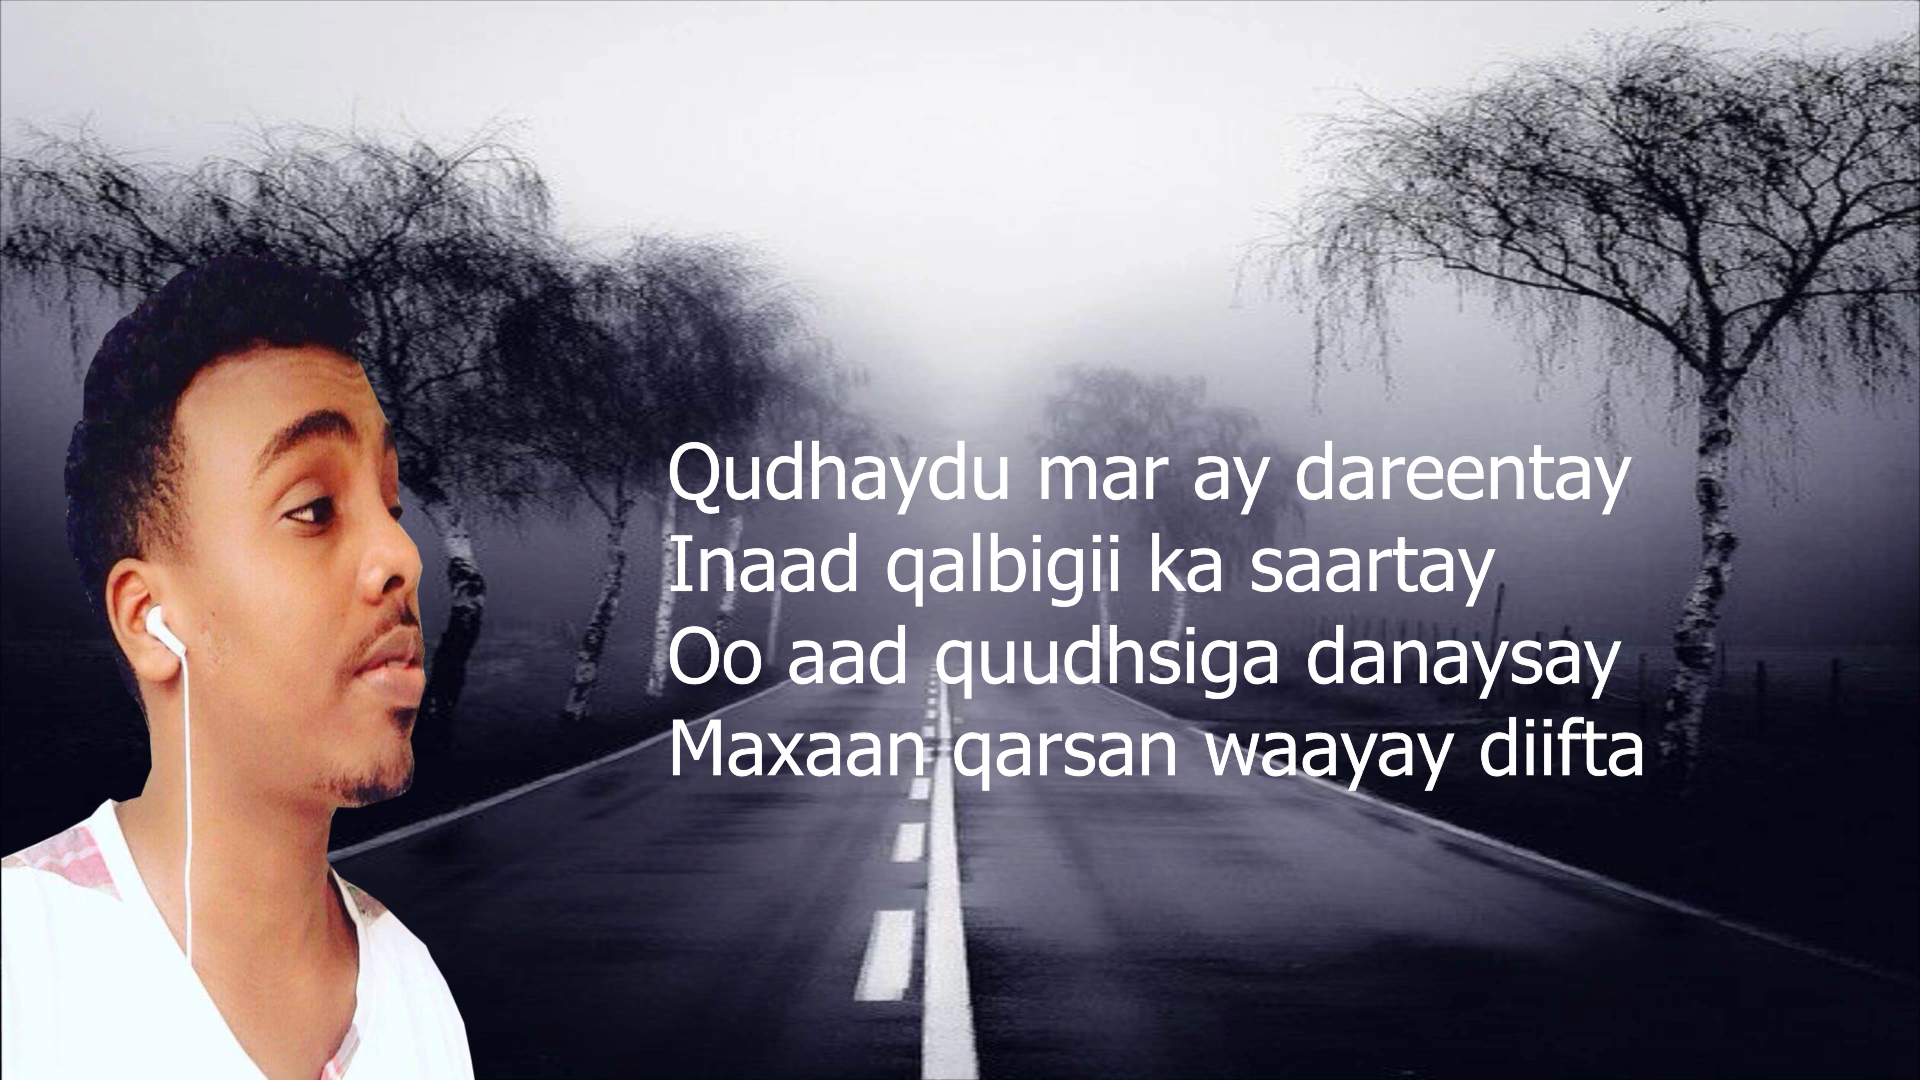 Qudhaydu mar ay dareentay
Inaad qalbigii ka saartay
Oo aad quudhsiga danaysay
Maxaan qarsan waayay diifta